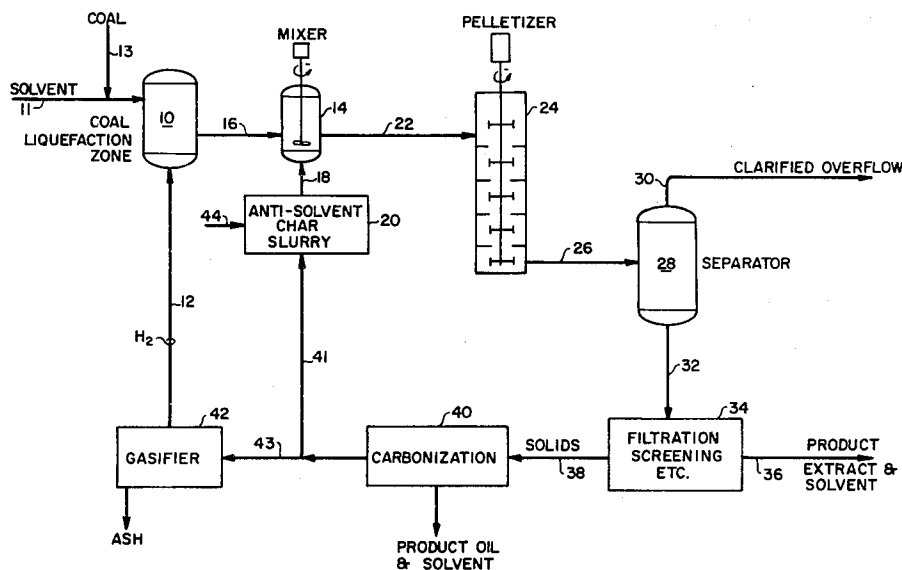 COAL
13
SOLVENT
11
COAL
LIQUEFACTION
ZONE
10
16
MIXER
14
18
22
PELLETIZER
24
26
30
CLARIFIED OVERFLOW
28
SEPARATOR
32
44
ANTI-SOLVENT
CHAR
SLURRY
20
12
H2
41
42
GASIFIER
ASH
43
40
CARBONIZATION
PRODUCT OIL
& SOLVENT
SOLIDS
38
34
FILTRATION
SCREENING
ETC.
36
PRODUCT
EXTRACT &
SOLVENT